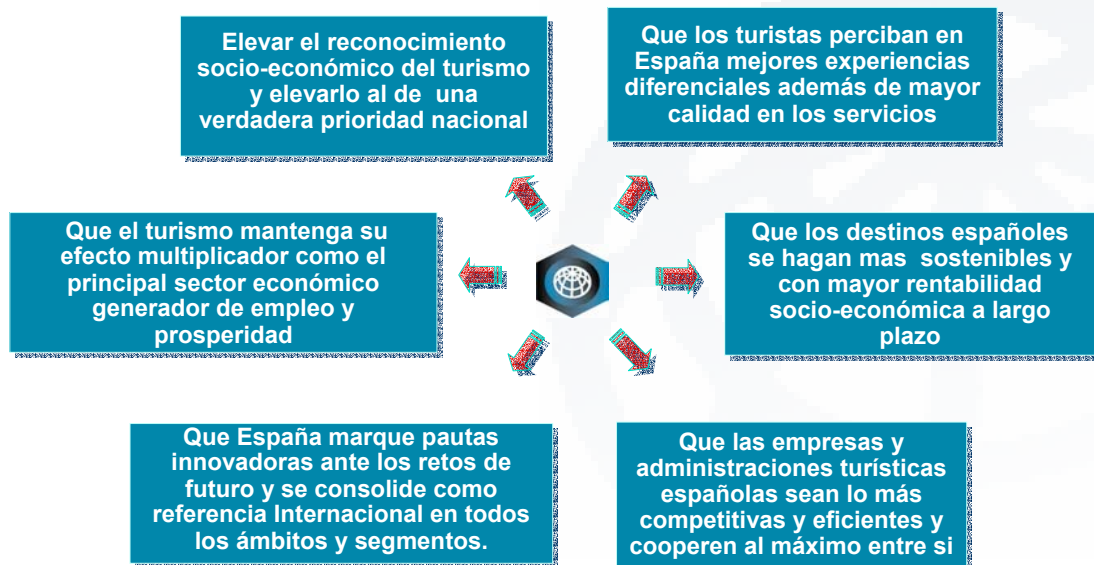 Elevar el reconocimiento
socio-económico del turismo
y elevarlo al de una
verdadera prioridad nacional
Que los turistas perciban en
España mejores experiencias
diferenciales además de mayor
calidad en los servicios
Que el turismo mantenga su
efecto multiplicador como el
principal sector económico
generador de empleo y
prosperidad
Que los destinos españoles
se hagan mas sostenibles y
con mayor rentabilidad
socio-económica a largo
plazo
Que España marque pautas
innovadoras ante los retos de
futuro y se consolide como
referencia Internacional en todos
los ámbitos y segmentos.
Que las empresas y
administraciones turísticas
españolas sean lo más
competitivas y eficientes y
cooperen al máximo entre si